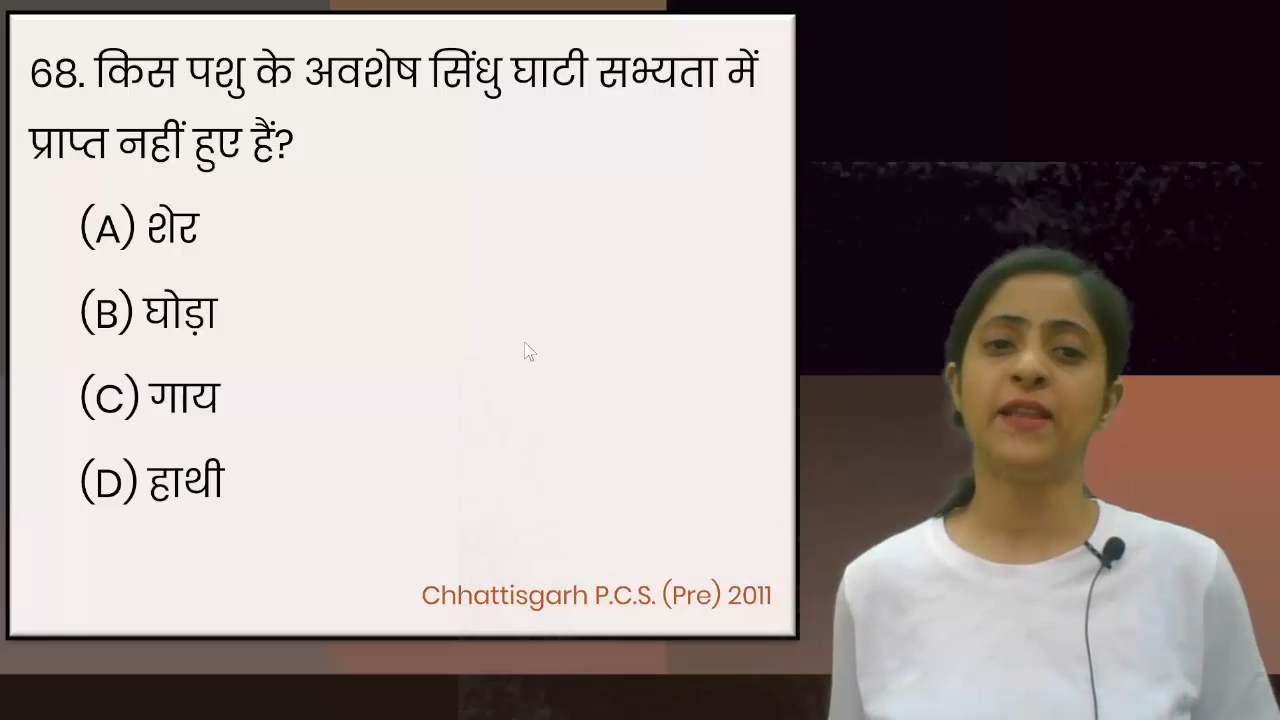 68. किस पशु के अवशेष सिंधु घाटी सभ्यता में
प्राप्त नहीं हुए हैं?
(A) शेर
(B) घोड़ा
(C) गाय
(D) हाथी
Chhattisgarh P.C.S. (Pre) 2011